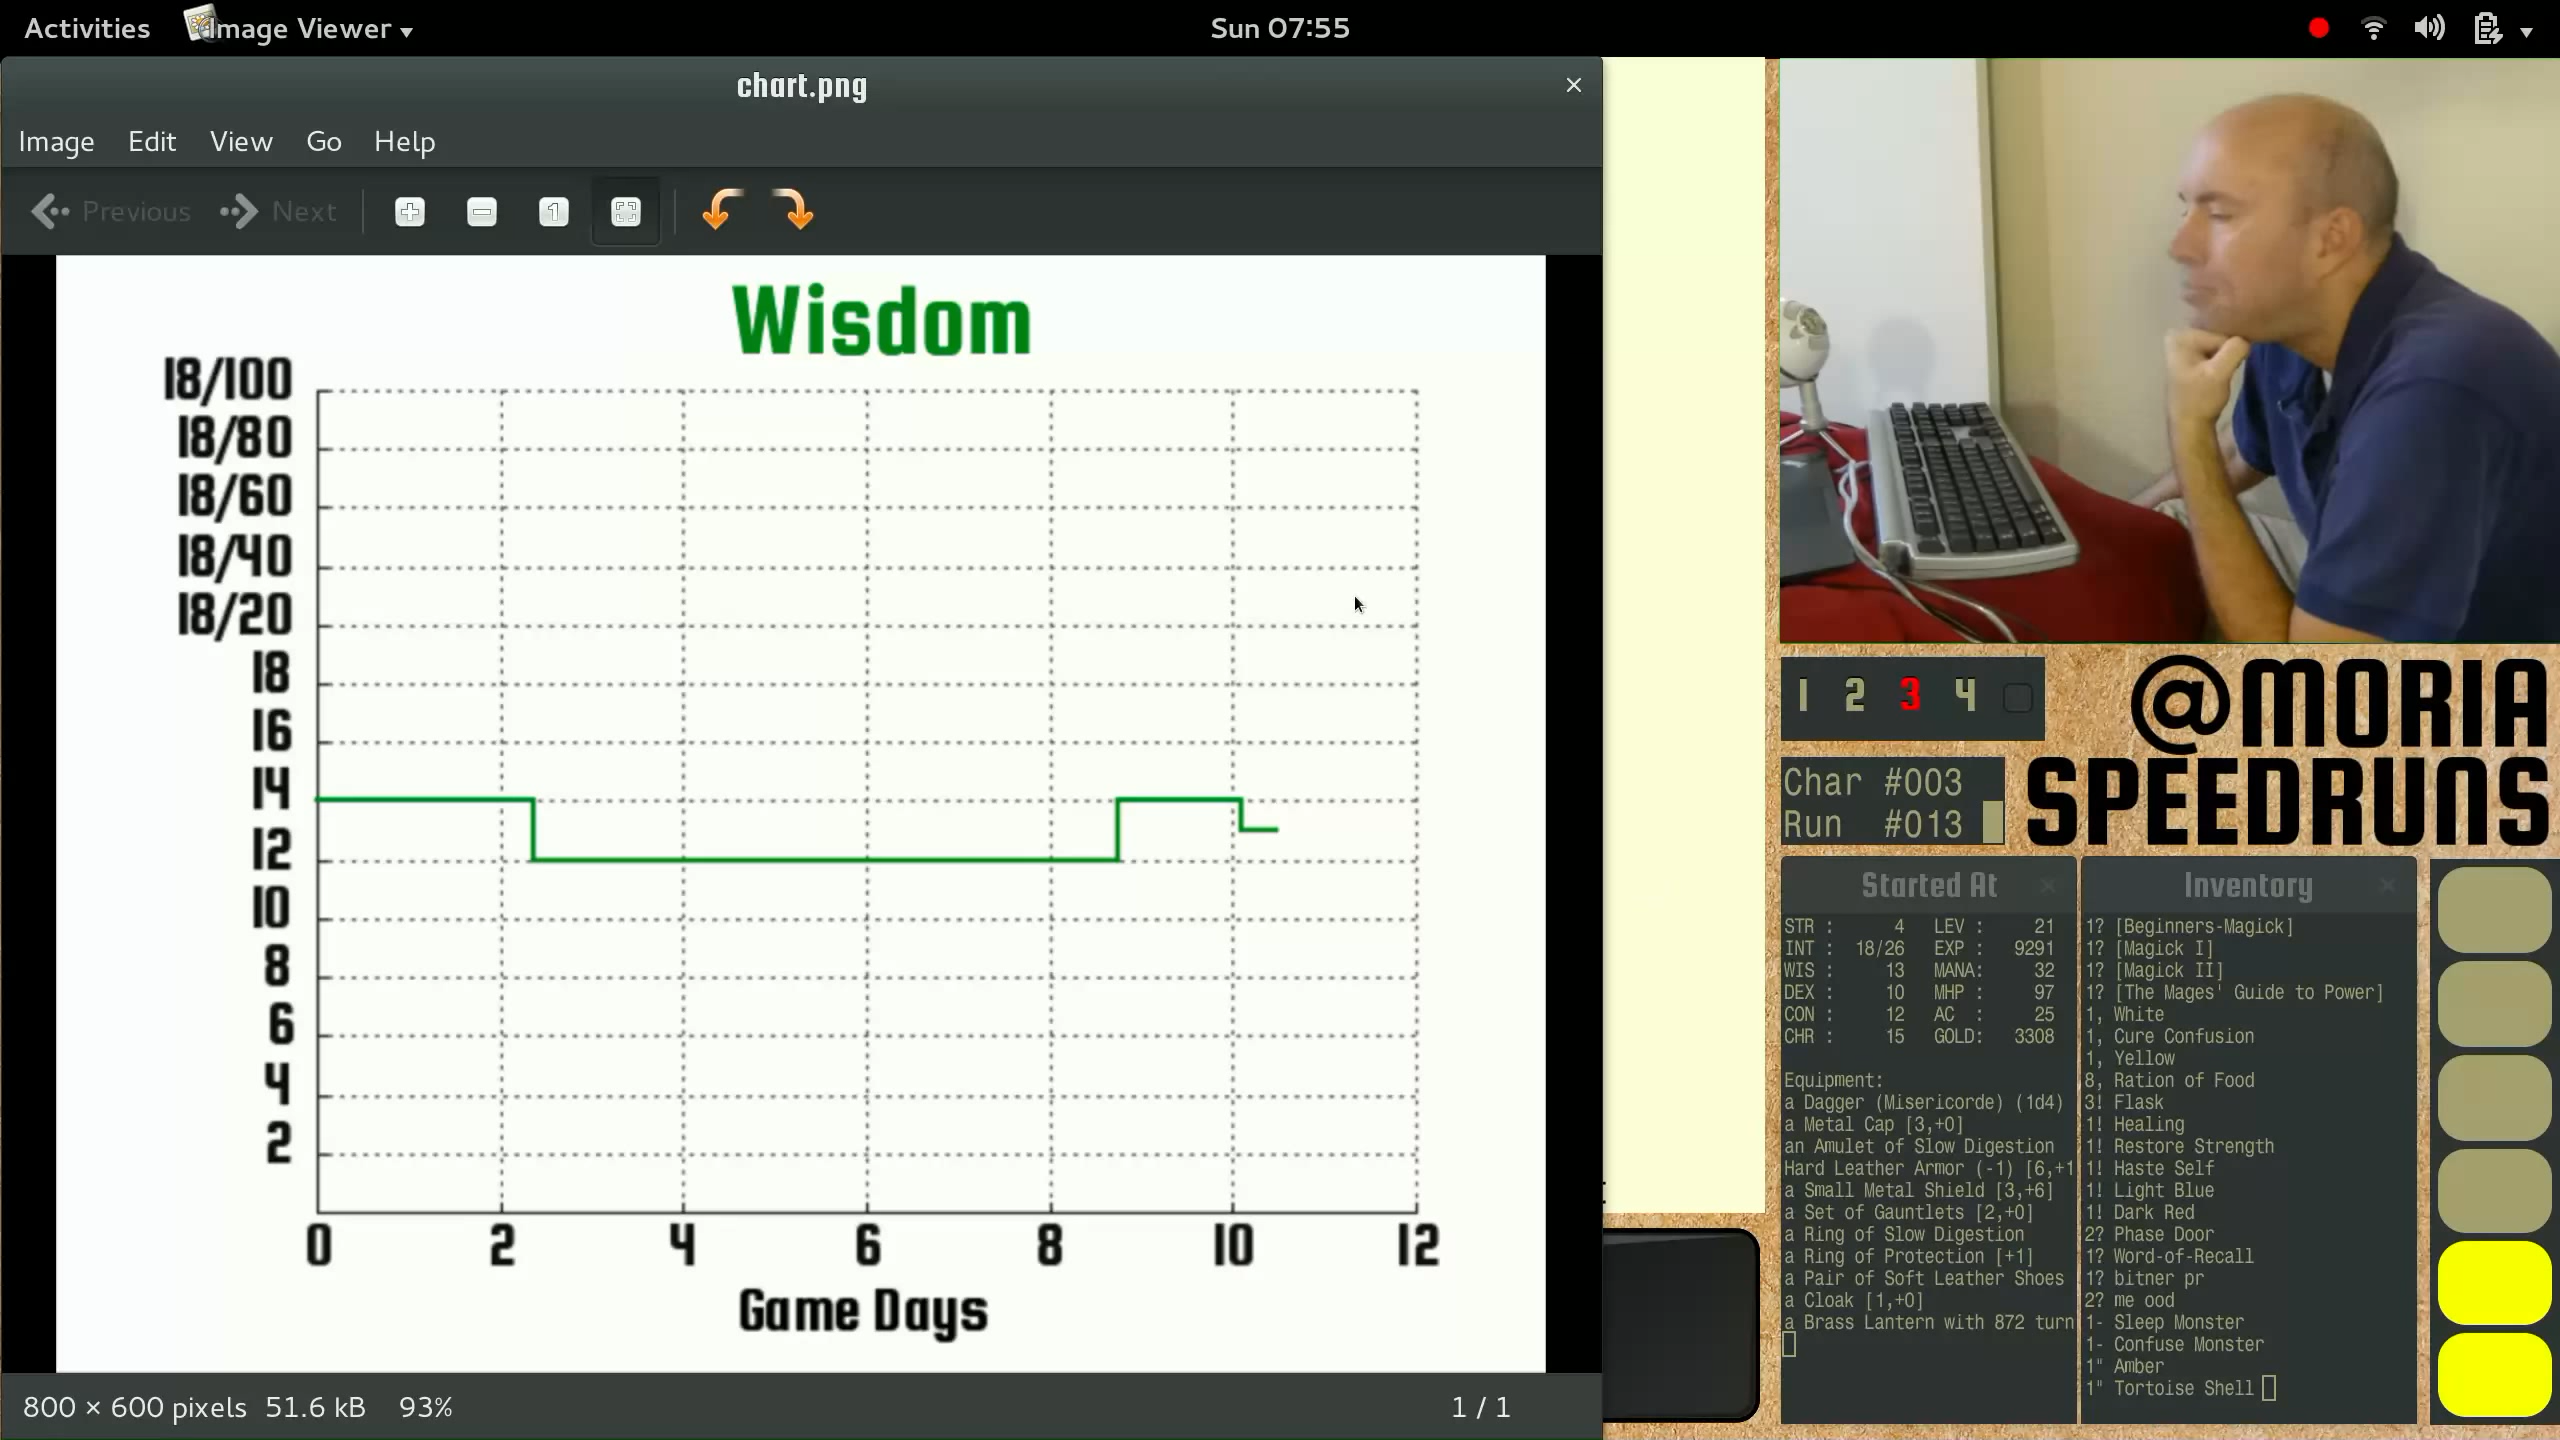 Activities
Image Viewer
Sun 07:55
chart.png
Image Edit View Go Help
Previous Next
Wisdom
18/100
18/80
18/60
18/40
18/20
18
16
14
12
10
8
6
4
2
0 2 4 6 8 10 12
Game Days
800 × 600 pixels 51.6 kB 93%
1 / 1
1 2 3 4
@MORIA
SPEEDRUNS
Char #003
Run #013
Started At
STR : 4 LEV : 21
INT : 18/26 EXP : 9291
WIS : 13 MANA: 32
DEX : 10 MHP : 97
CON : 12 AC : 25
CHR : 15 GOLD: 3308
Equipment:
a Dagger (Misericorde) (1d4)
a Metal Cap [3,+0]
an Amulet of Slow Digestion
Hard Leather Armor (-1) [6,+1
a Small Metal Shield [3,+6]
a Set of Gauntlets [2,+0]
a Ring of Slow Digestion
a Ring of Protection [+1]
a Pair of Soft Leather Shoes
a Cloak [1,+0]
a Brass Lantern with 872 turn
Inventory
1? [Beginners-Magick]
1? [Magick I]
1? [Magick II]
1? [The Mages' Guide to Power]
1, White
1, Cure Confusion
1, Yellow
8, Ration of Food
3! Flask
1! Healing
1! Restore Strength
1! Haste Self
1! Light Blue
1! Dark Red
2? Phase Door
1? Word-of-Recall
1? bitner pr
2? me ood
1- Sleep Monster
1- Confuse Monster
1" Amber
1" Tortoise Shell